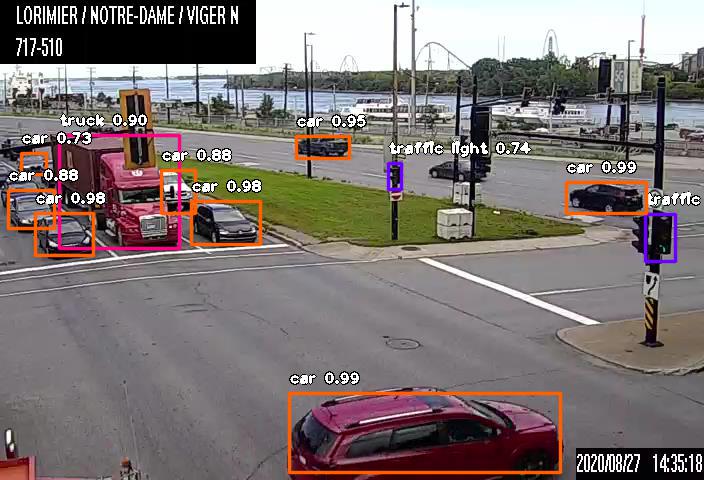 LORIMIER / NOTRE-DAME / VIGER N
717-510
truck 0.90
car 0.95
car 0.73
car 0.88
traffic light 0.74
car 0.88
car 0.98
car 0.99
car 0.98
traffic
car 0.99
2020/08/27 14:35:18